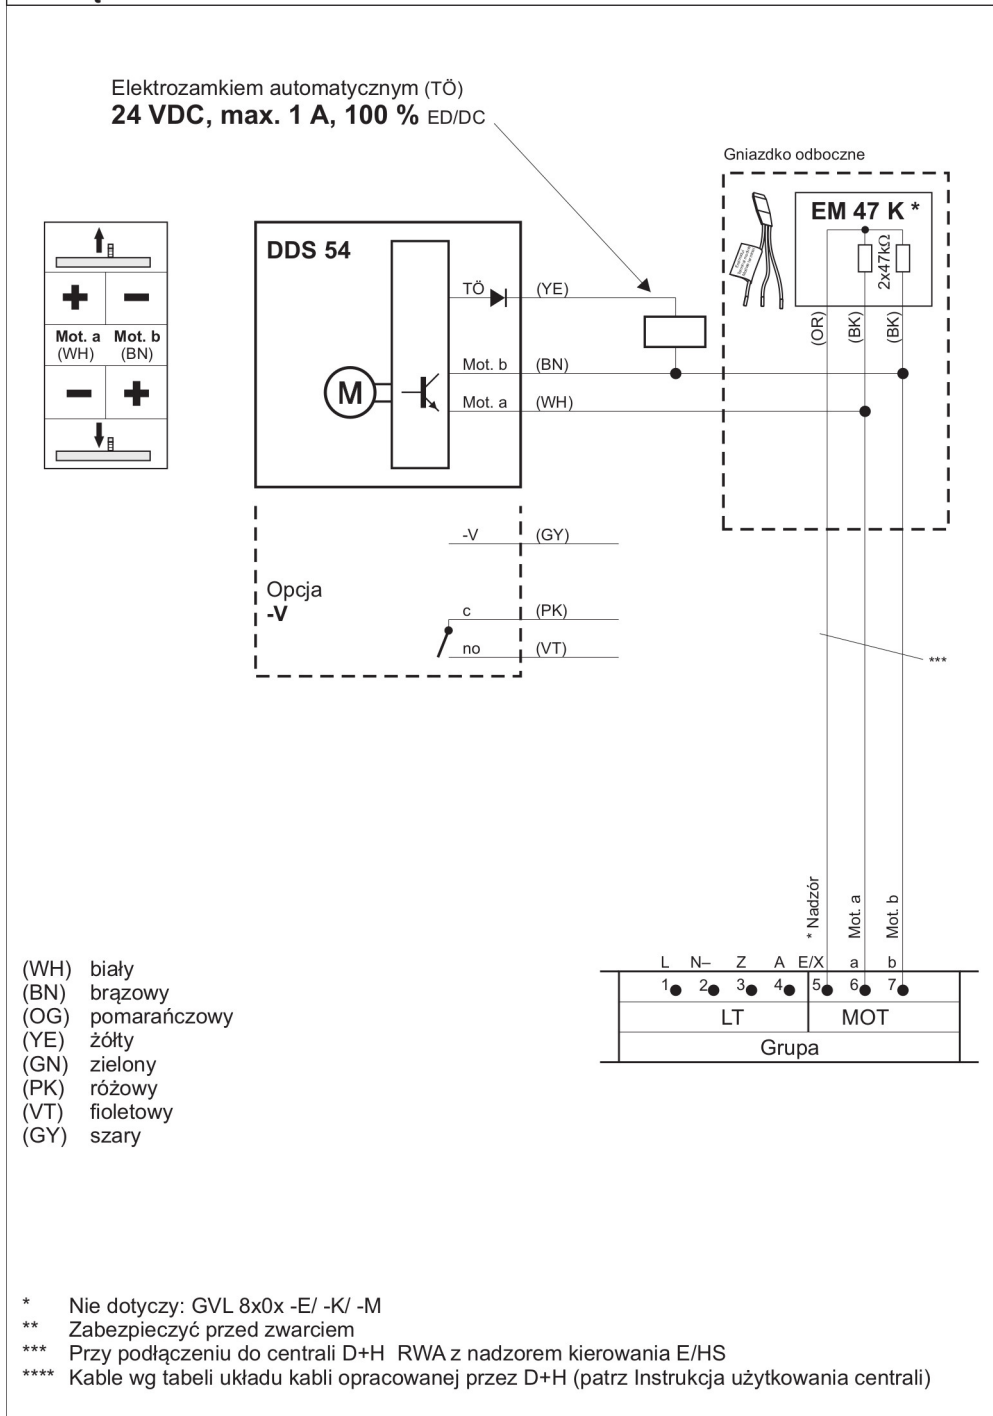 Elektrozamkiem automatycznym (TÖ)
24 VDC, max. 1 A, 100 % ED/DC
Gniazdko odboczne
EM 47 K *
2x47kΩ
(OR)
(BK)
(BK)
DDS 54
TÖ (YE)
Mot. b (BN)
Mot. a (WH)
M
Mot. a Mot. b
(WH) (BN)
-V (GY)
Opcja
-V
c (PK)
no (VT)
***
* Nadzór
Mot. a
Mot. b
L N– Z A E/X a b
1 2 3 4 5 6 7
LT MOT
Grupa
(WH) biały
(BN) brązowy
(OG) pomarańczowy
(YE) żółty
(GN) zielony
(PK) różowy
(VT) fioletowy
(GY) szary
* Nie dotyczy: GVL 8x0x -E/ -K/ -M
** Zabezpieczyć przed zwarciem
*** Przy podłączeniu do centrali D+H RWA z nadzorem kierowania E/HS
**** Kable wg tabeli układu kabli opracowanej przez D+H (patrz Instrukcja użytkowania centrali)